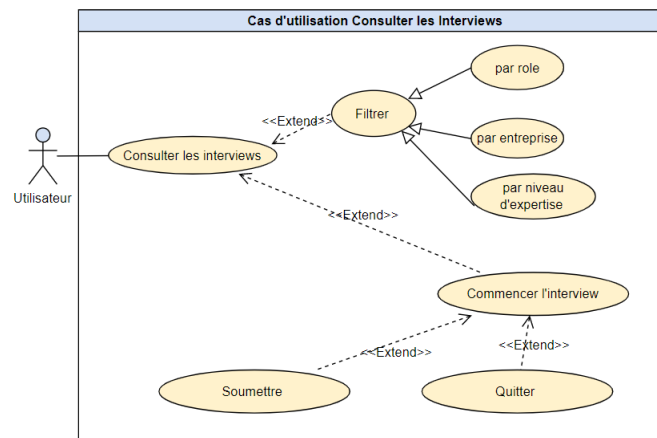 Cas d'utilisation Consulter les Interviews
par role
Filtrer
<<Extend>>
par entreprise
Consulter les interviews
Utilisateur
par niveau
d'expertise
<<Extend>>
Commencer l'interview
<<Extend>>
<<Extend>>
Soumettre
Quitter